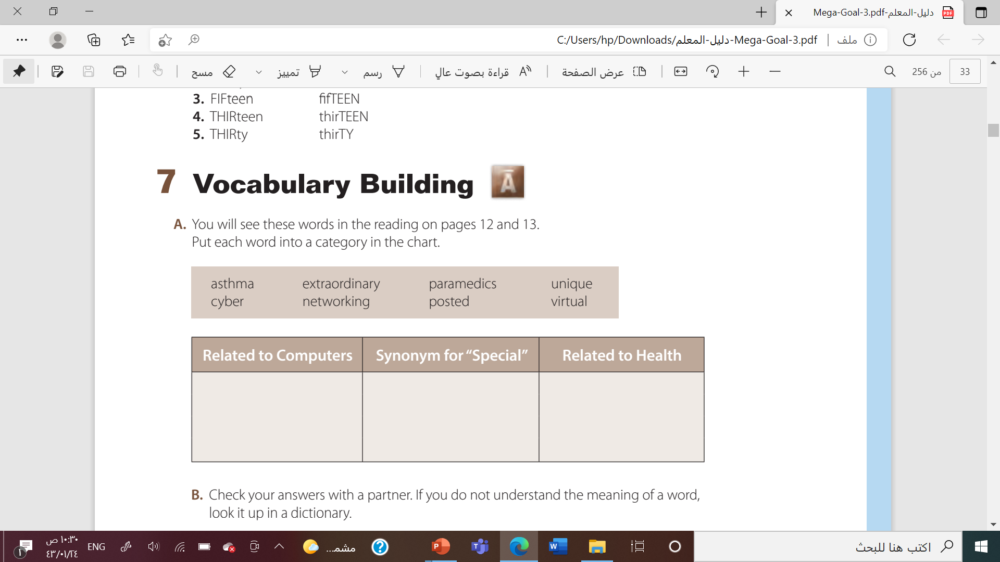 دليل-المعلم-Mega-Goal-3.pdf
ملف | C:/Users/hp/Downloads/دليل-المعلم-Mega-Goal-3.pdf
33 من 256
عرض الصفحة
قراءة بصوت عالٍ
رسم
تمييز
مسح
3. FIFteen fifTEEN
4. THIRteen thirTEEN
5. THIRty thirTY
7 Vocabulary Building
A. You will see these words in the reading on pages 12 and 13.
Put each word into a category in the chart.
asthma extraordinary paramedics unique
cyber networking posted virtual
Related to Computers Synonym for “Special” Related to Health
B. Check your answers with a partner. If you do not understand the meaning of a word,
look it up in a dictionary.
اكتب هنا للبحث
مشمـ...
ENG
١٠:٣٠ ص
٤٣/٠١/٢٤